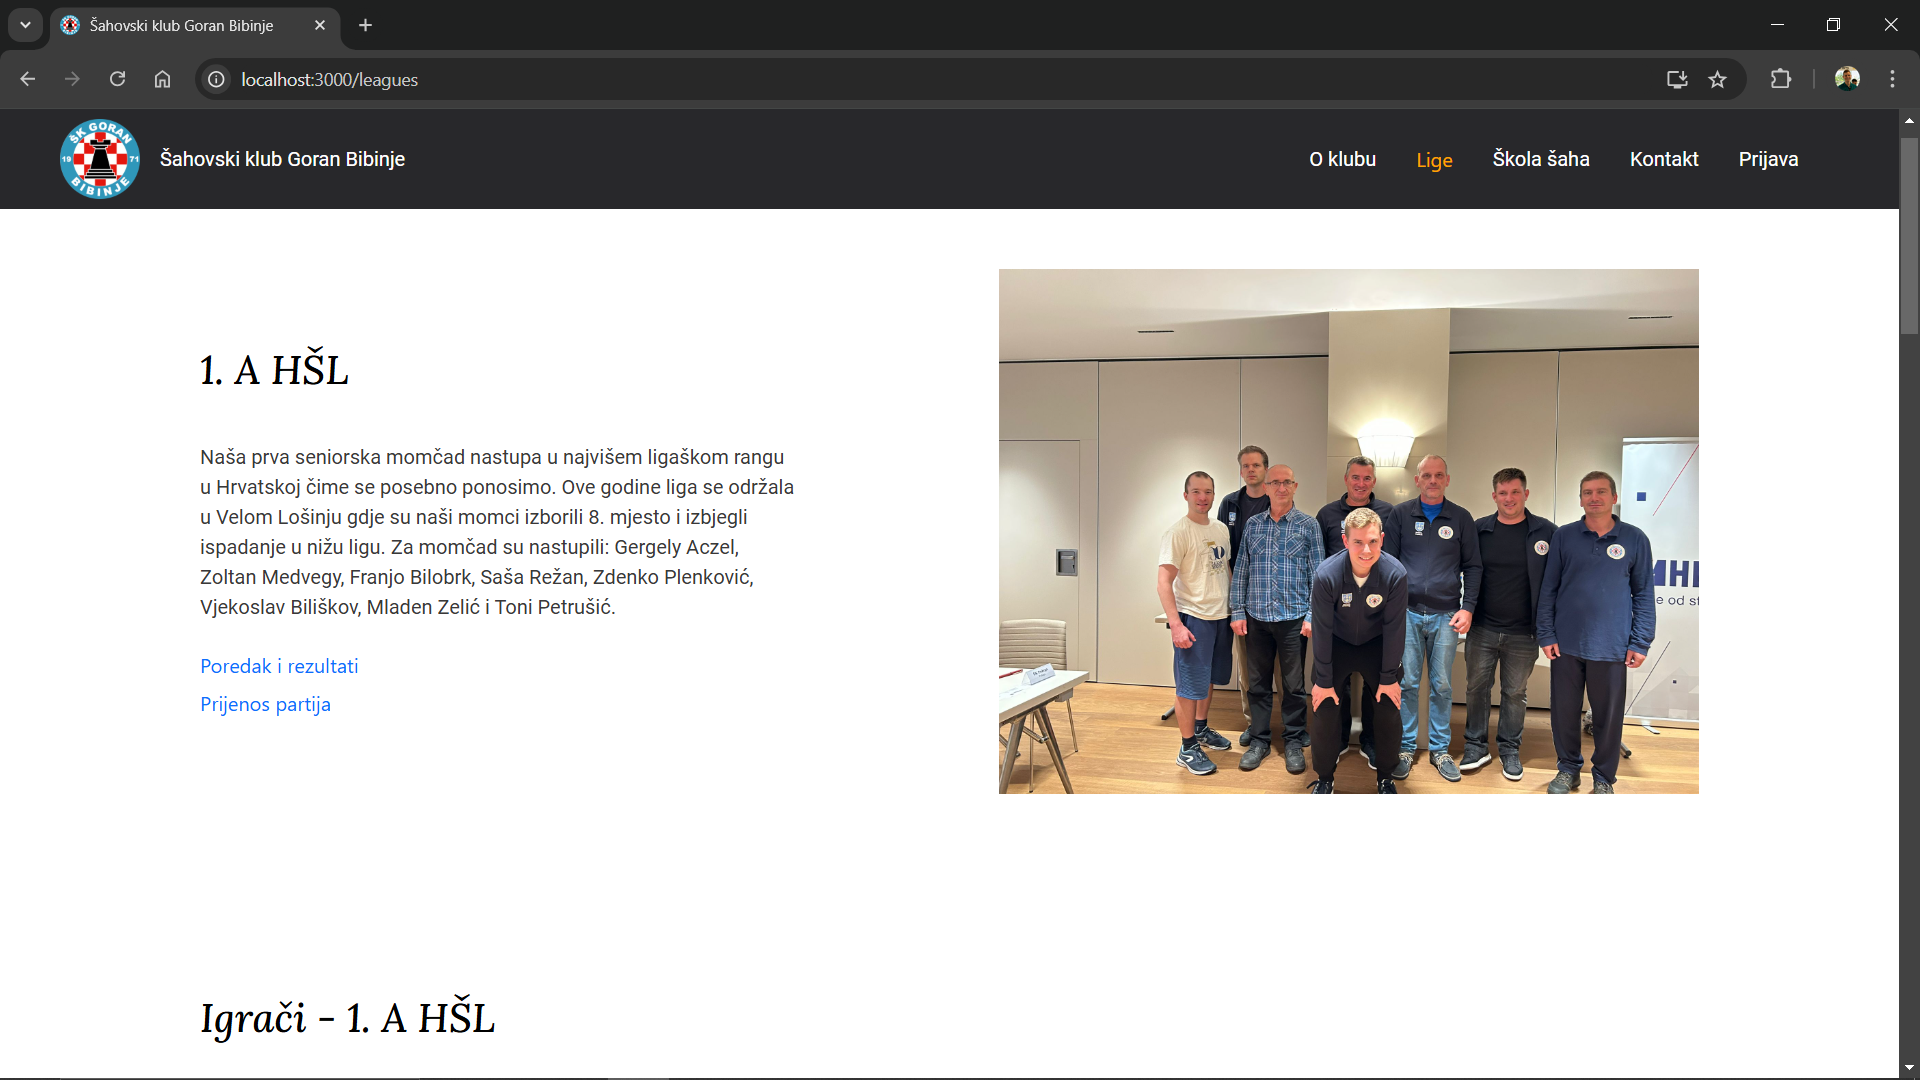 Šahovski klub Goran Bibinje
localhost:3000/leagues
ŠK GORAN
19 71
BIBINJE
Šahovski klub Goran Bibinje
O klubu
Lige
Škola šaha
Kontakt
Prijava
1. A HŠL
Naša prva seniorska momčad nastupa u najvišem ligaškom rangu
u Hrvatskoj čime se posebno ponosimo. Ove godine liga se održala
u Velom Lošinju gdje su naši momci izborili 8. mjesto i izbjegli
ispadanje u nižu ligu. Za momčad su nastupili: Gergely Aczel,
Zoltan Medvegy, Franjo Bilobrk, Saša Režan, Zdenko Plenković,
Vjekoslav Biliškov, Mladen Zelić i Toni Petrušić.
Poredak i rezultati
Prijenos partija
e od st
Igrači - 1. A HŠL